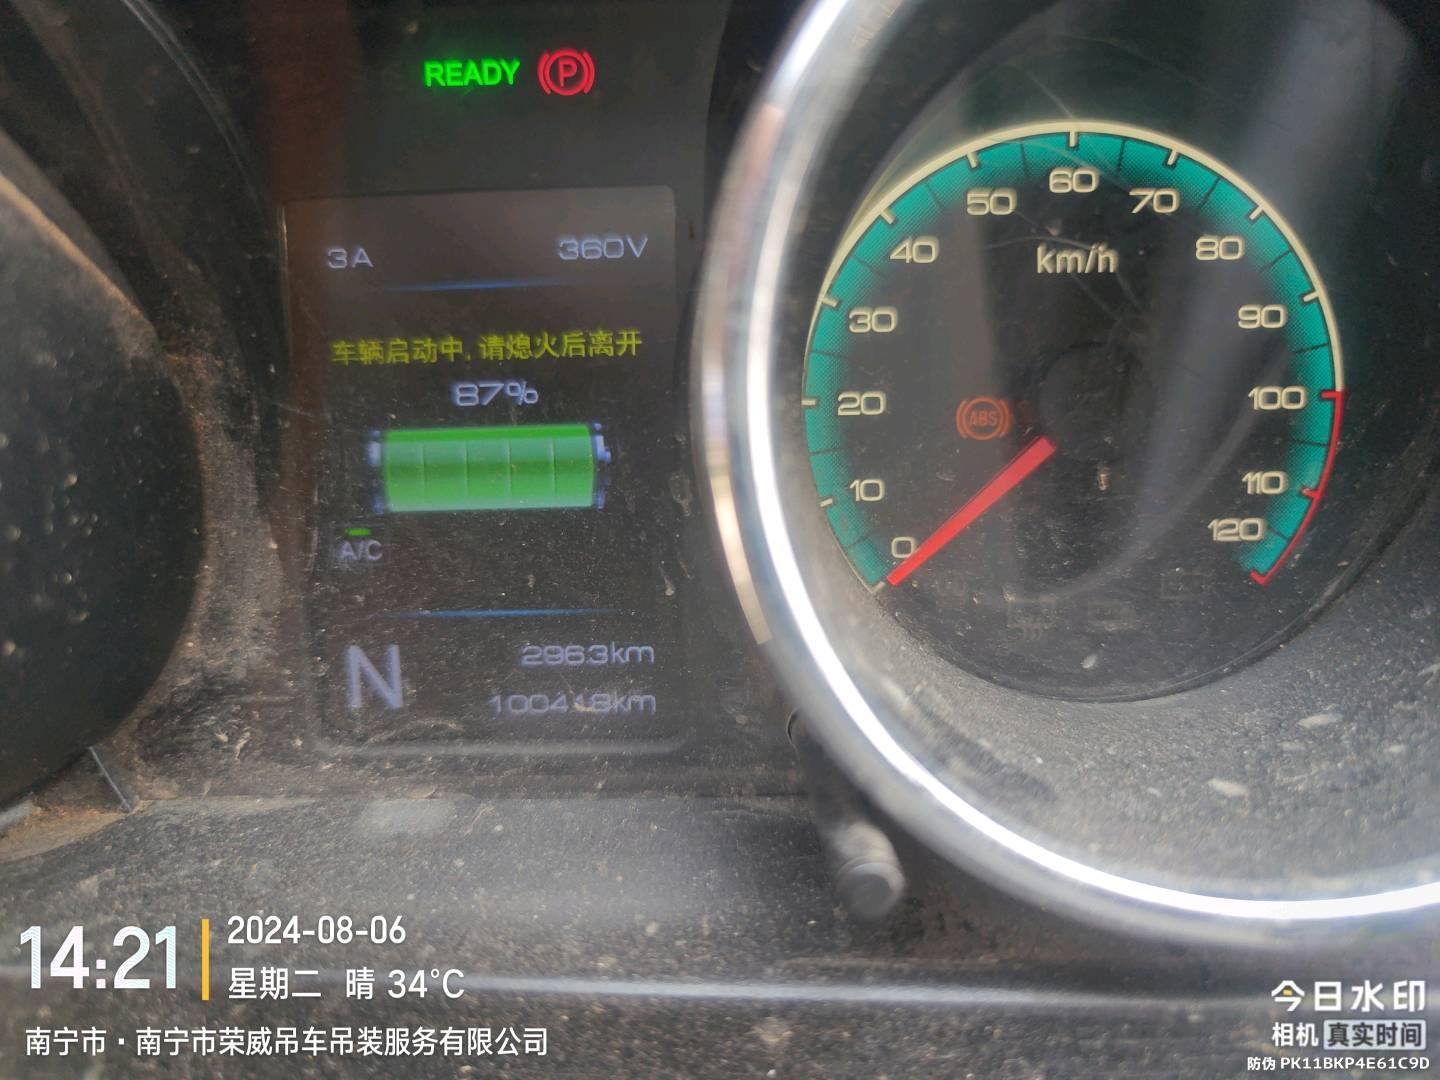 READY P
3A 360V
车辆启动中,请熄火后离开
87%
A/C
N
296.3km
100418km
0
10
20
30
40
50
60
70
80
90
100
110
120
km/h
ABS
14:21
2024-08-06
星期二 晴 34°C
南宁市·南宁市荣威吊车吊装服务有限公司
今日水印
相机 真实时间
防伪 PK11BKP4E61C9D